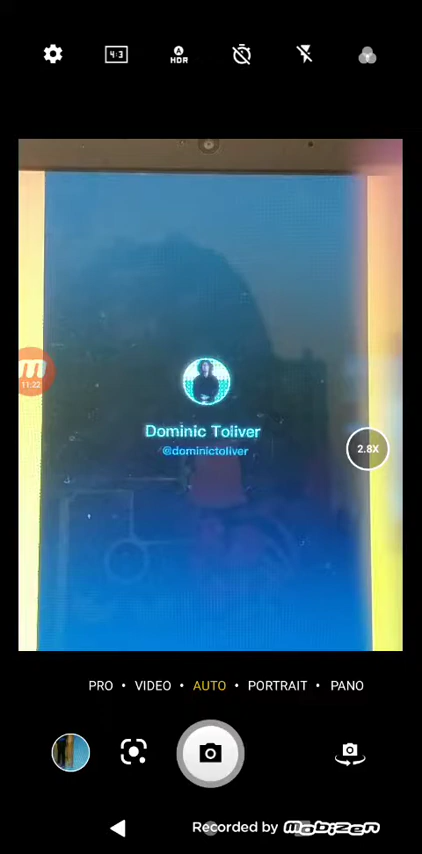 4:3
A
HDR
11:22
Dominic Toliver
@dominictoliver
2.8X
PRO • VIDEO • AUTO • PORTRAIT • PANO
Recorded by mobizen